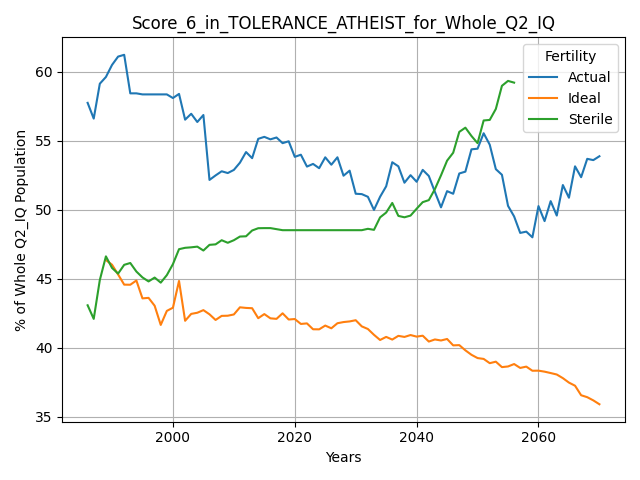 Score_6_in_TOLERANCE_ATHEIST_for_Whole_Q2_IQ
Fertility
Actual
Ideal
Sterile
% of Whole Q2_IQ Population
60
55
50
45
40
35
2000
2020
2040
2060
Years